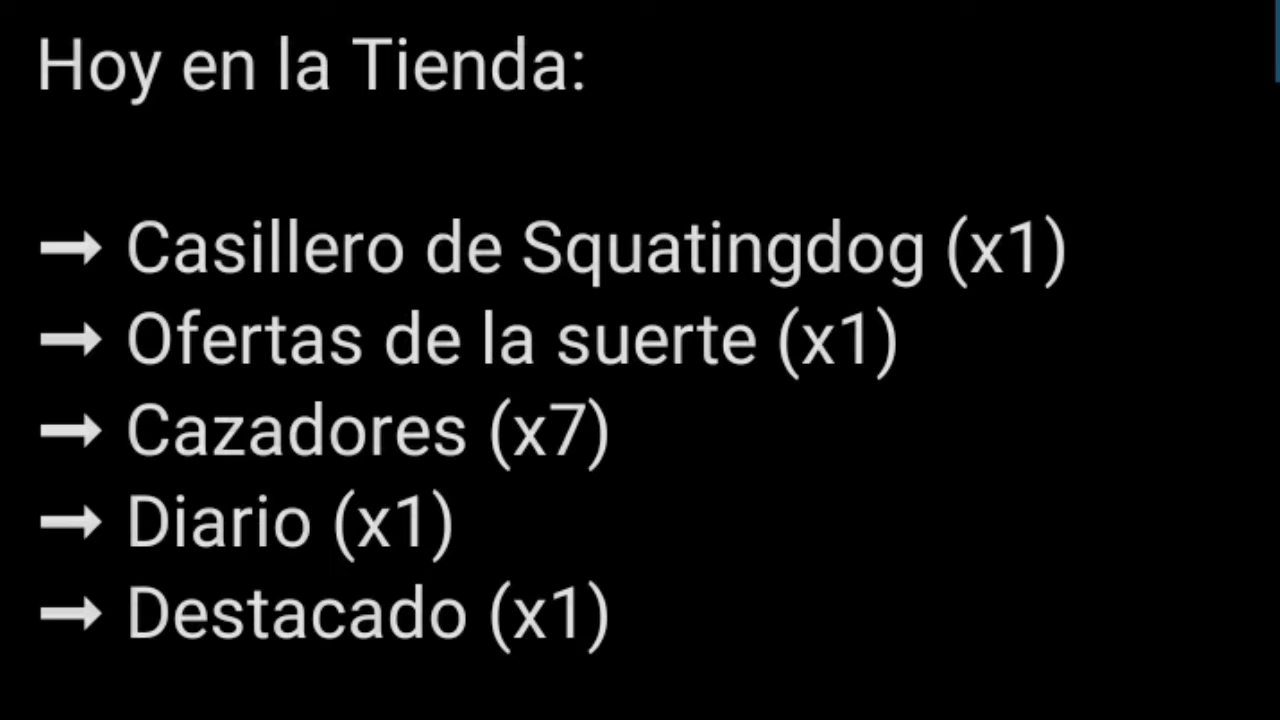 Hoy en la Tienda:
➞ Casillero de Squatingdog (x1)
➞ Ofertas de la suerte (x1)
➞ Cazadores (x7)
➞ Diario (x1)
➞ Destacado (x1)